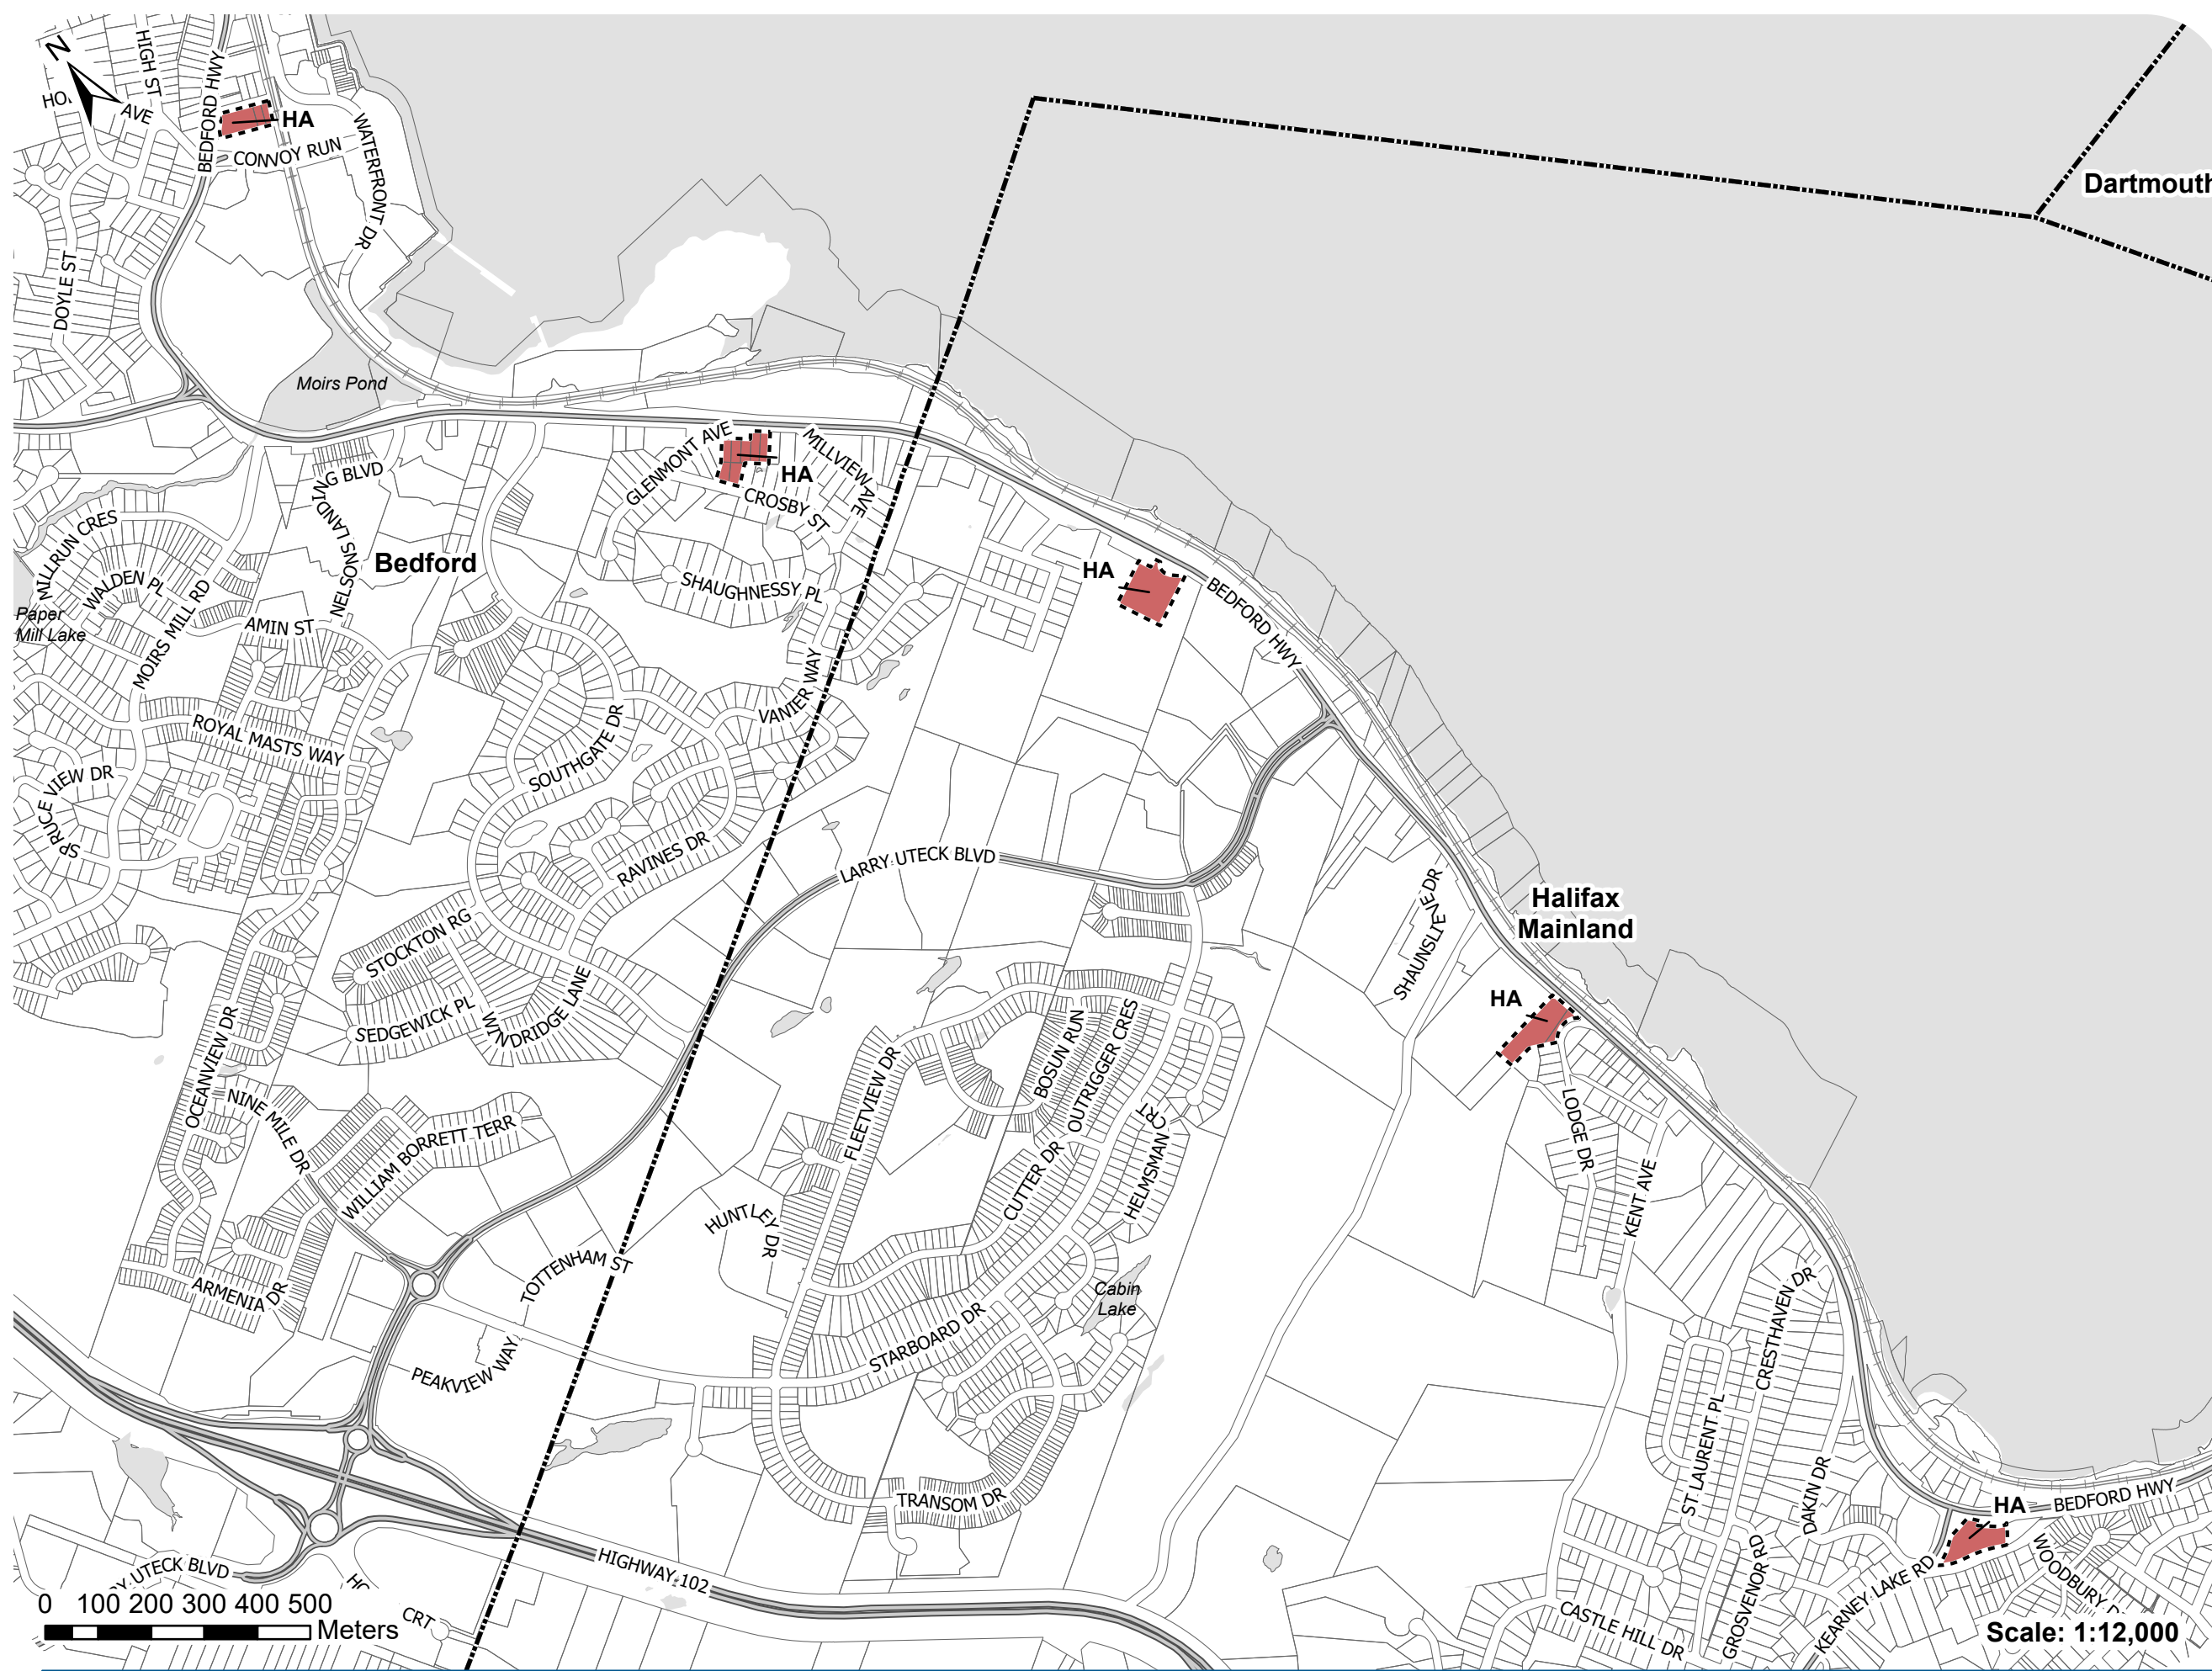 N
HIGH ST
BEDFORD HWY
AVE
HA
CONVOY RUN
WATERFRONT DR
Dartmouth
DOYLE ST
Moirs Pond
GLENMONT AVE
MILLVIEW AVE
HA
CROSBY ST
NELSONS LANDING BLVD
Bedford
MILLRUN CRES
WALDEN PL
SHAUGHNESSY PL
HA
BEDFORD HWY
Paper
Mill Lake
MOIRS MILL RD
AMIN ST
VANIER WAY
ROYAL MASTS WAY
SOUTHGATE DR
SPRUCE VIEW DR
RAVINES DR
LARRY UTECK BLVD
SHAUNSLIEVE DR
Halifax
Mainland
STOCKTON RG
HA
SEDGEWICK PL
WINDRIDGE LANE
OCEANVIEW DR
BOSUN RUN
OUTRIGGER CRES
FLEETVIEW DR
NINE MILE DR
WILLIAM BORRETT TERR
LODGE DR
HELMSMAN CRT
CUTTER DR
KENT AVE
HUNTLEY DR
TOTTENHAM ST
ARMENIA DR
Cabin
Lake
STARBOARD DR
CRESTHAVEN DR
PEAKVIEW WAY
ST LAURENT PL
TRANSOM DR
DAKIN DR
HA
BEDFORD HWY
HIGHWAY 102
UTECK BLVD
GROSVENOR RD
KEARNEY LAKE RD
WOODBURY
CASTLE HILL DR
CRT
0 100 200 300 400 500
Meters
Scale: 1:12,000